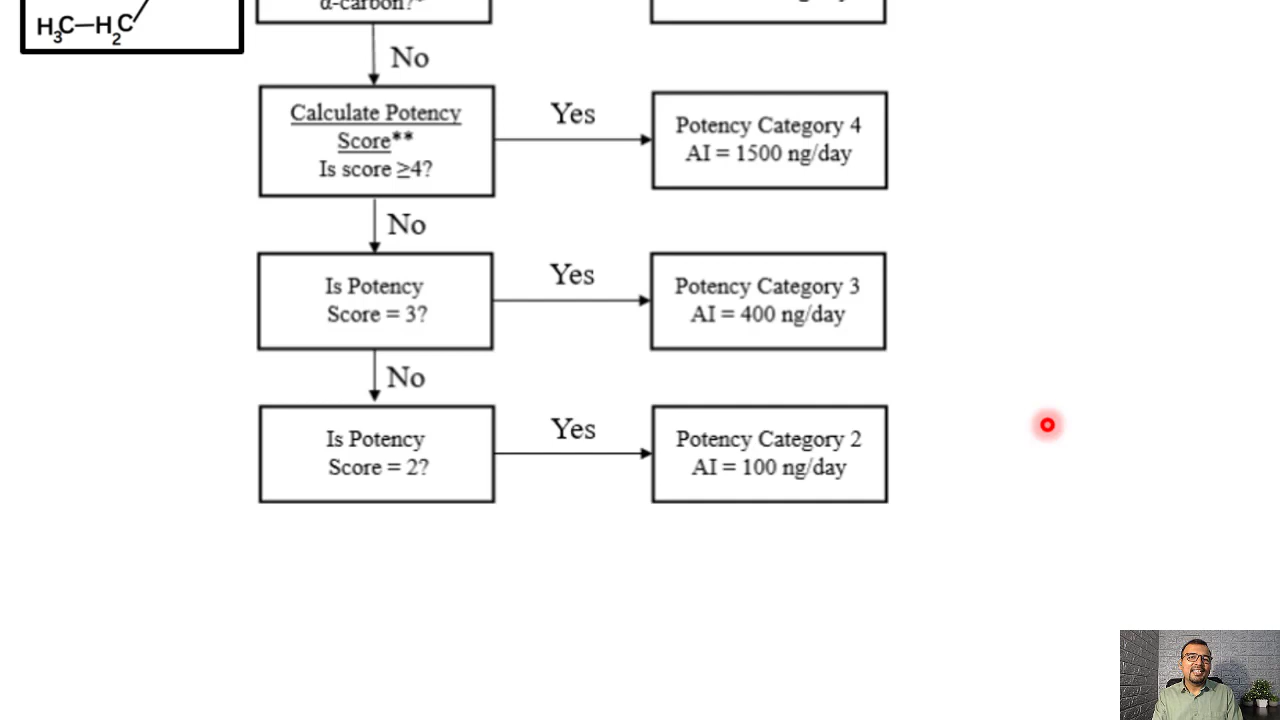 α-carbon?*
H3C–H2C
No
Calculate Potency
Score**
Is score ≥4?
Yes
Potency Category 4
AI = 1500 ng/day
No
Is Potency
Score = 3?
Yes
Potency Category 3
AI = 400 ng/day
No
Is Potency
Score = 2?
Yes
Potency Category 2
AI = 100 ng/day